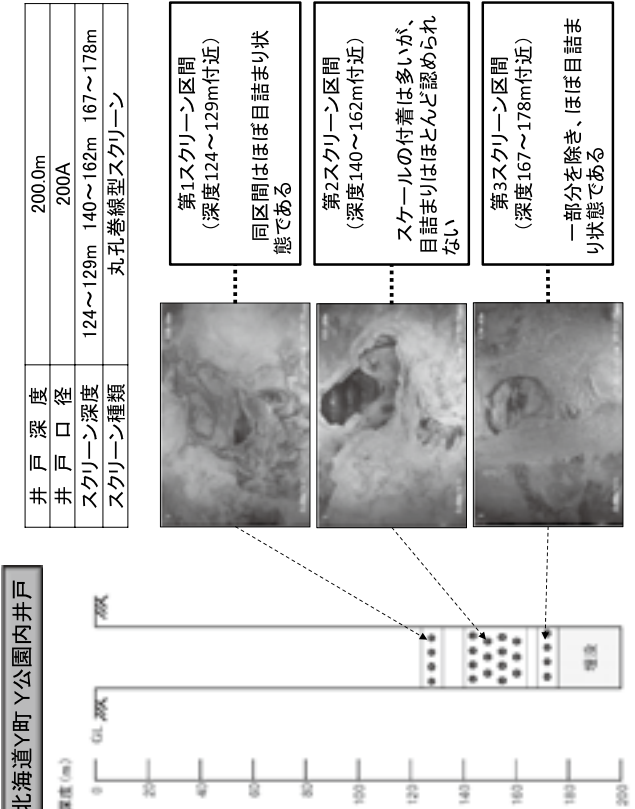 北海道Y町 Y公園内井戸
井戸深度 200.0m
井戸口径 200A
スクリーン深度 124～129m 140～162m 167～178m
スクリーン種類 丸孔巻線型スクリーン
深度(m)
0
20
40
60
80
100
120
140
160
180
200
GL
埋没
第1スクリーン区間
（深度124～129m付近）
同区間はほぼ目詰まり状
態である
第2スクリーン区間
（深度140～162m付近）
スケールの付着は多いが、
目詰まりはほとんど認められ
ない
第3スクリーン区間
（深度167～178m付近）
一部分を除き、ほぼ目詰ま
り状態である